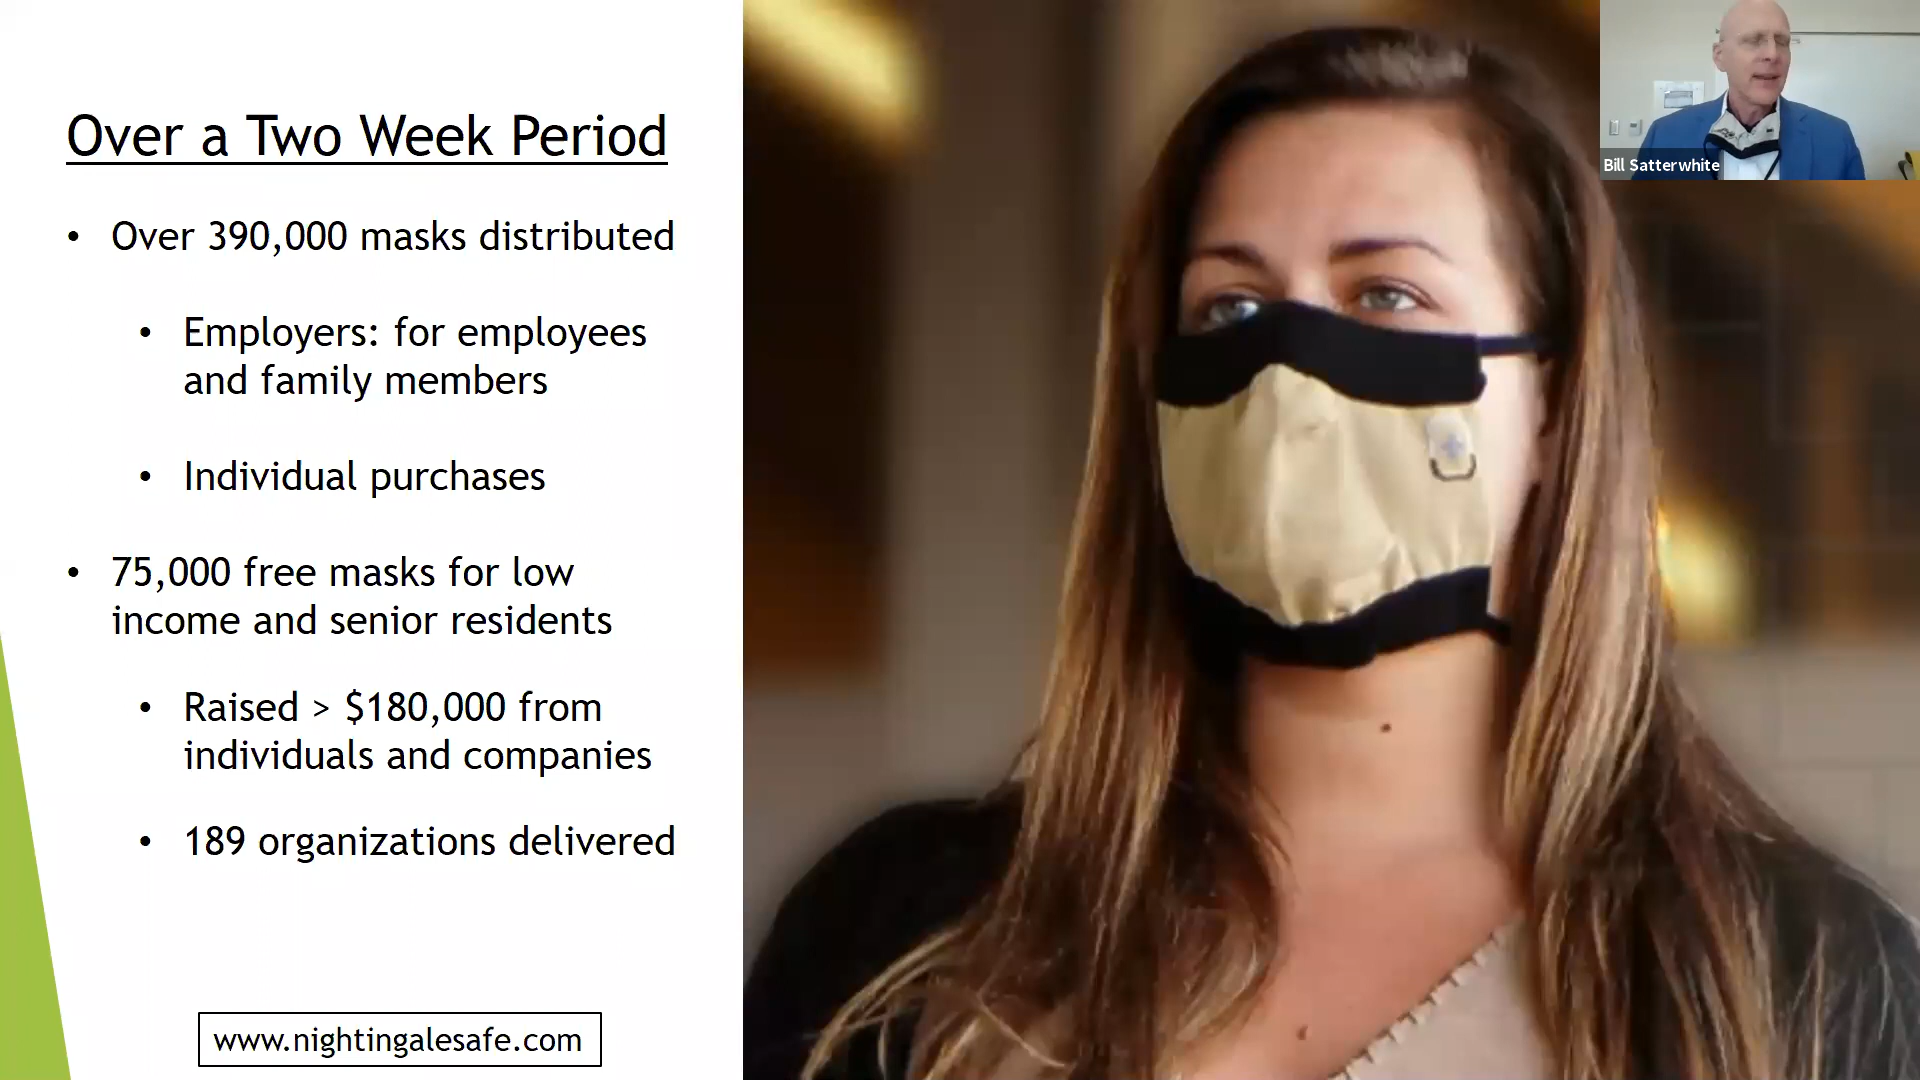 Over a Two Week Period
• Over 390,000 masks distributed
• Employers: for employees
and family members
• Individual purchases
• 75,000 free masks for low
income and senior residents
• Raised > $180,000 from
individuals and companies
• 189 organizations delivered
www.nightingalesafe.com
Bill Satterwhite